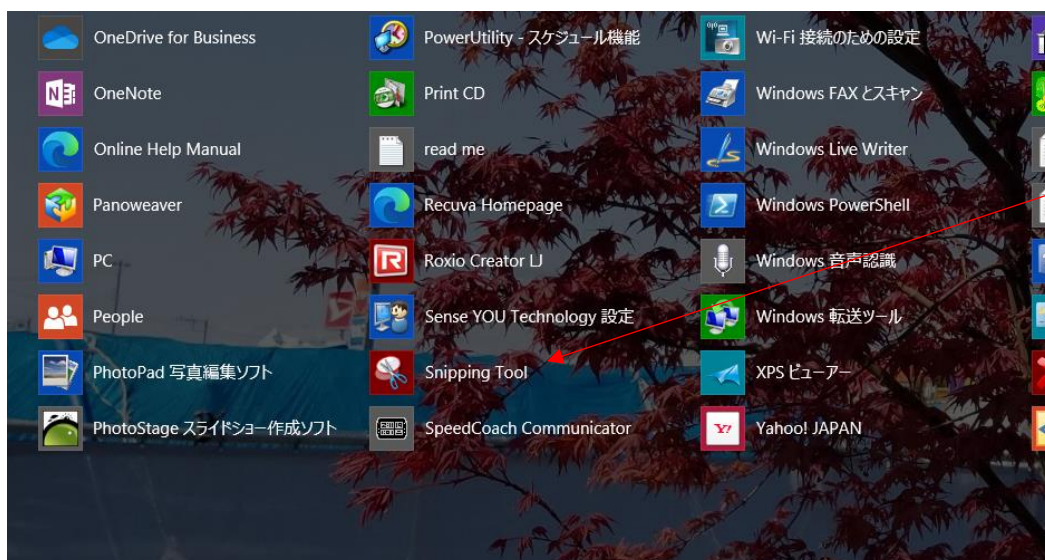 OneDrive for Business
OneNote
Online Help Manual
Panoweaver
PC
People
PhotoPad 写真編集ソフト
PhotoStage スライドショー作成ソフト
PowerUtility - スケジュール機能
Print CD
read me
Recuva Homepage
Roxio Creator LJ
Sense YOU Technology 設定
Snipping Tool
SpeedCoach Communicator
Wi-Fi 接続のための設定
Windows FAX とスキャン
Windows Live Writer
Windows PowerShell
Windows 音声認識
Windows 転送ツール
XPS ビューアー
Yahoo! JAPAN